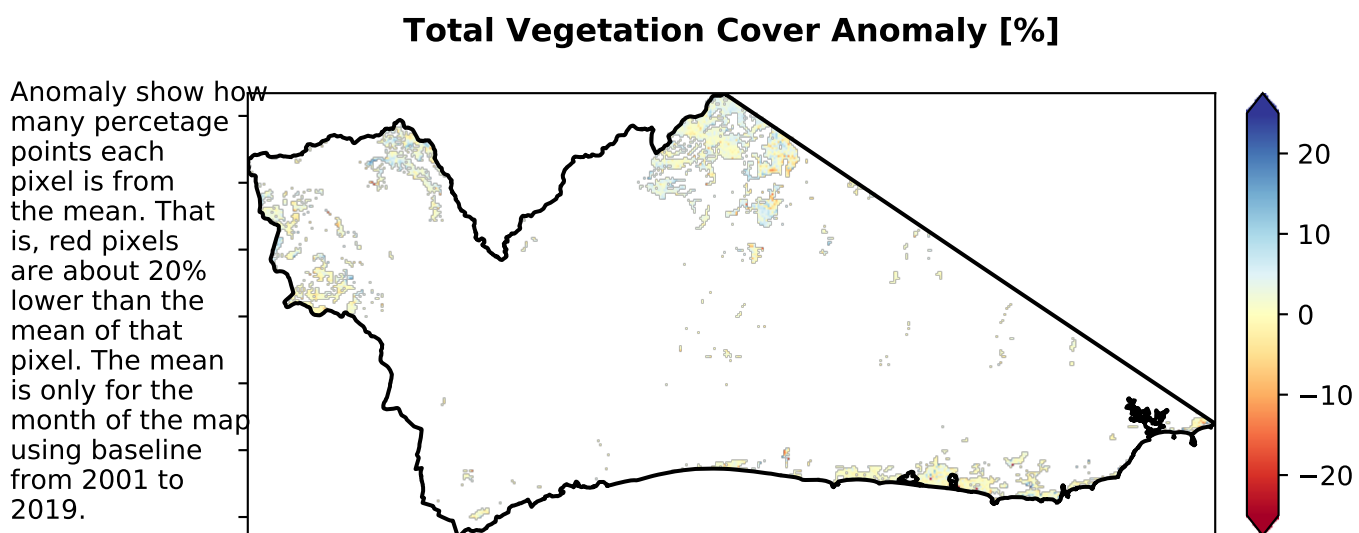 Total Vegetation Cover Anomaly [%]
Anomaly show how
many percetage
points each
pixel is from
the mean. That
is, red pixels
are about 20%
lower than the
mean of that
pixel. The mean
is only for the
month of the map
using baseline
from 2001 to
2019.
20
10
0
−10
−20